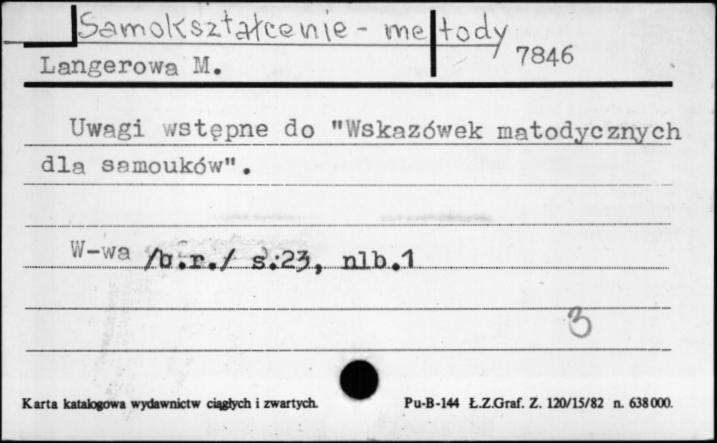 Samokształcenie - metody
7846
Langerowa M.
Uwagi wstępne do "Wskazówek matodycznych
dla samouków".
W-wa /b.r./ s.23, nlb.1
3
Karta katalogowa wydawnictw ciągłych i zwartych. Pu-B-144 Ł.Z.Graf. Z. 120/15/82 n. 638000.